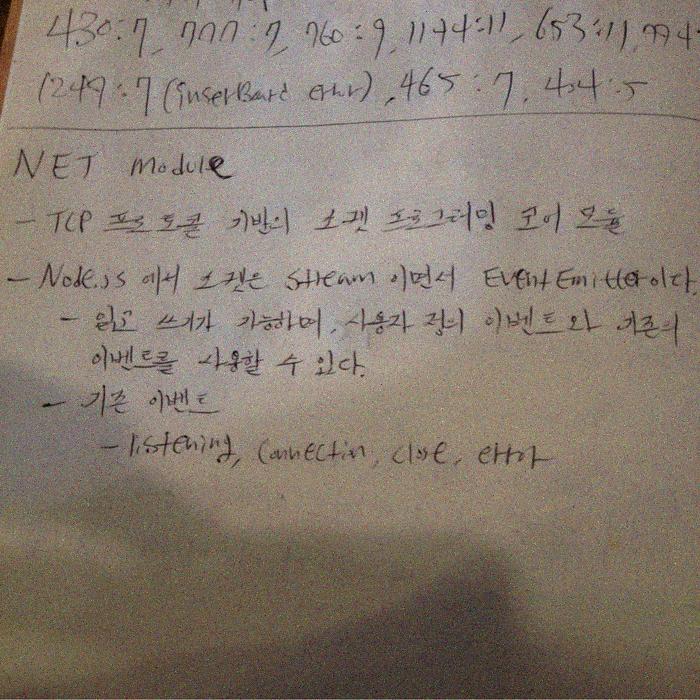 430:7, 707:7, 760:9, 1174:11, 653:11, 774
1249:7 (inserBard error), 465:7, 404:5
NET module
- TCP 프로토콜 기반의 소켓 프로그래밍 코어 모듈
- Node.js 에서 소켓은 stream 이면서 EventEmitter이다.
- 읽고 쓰기가 가능하며, 사용자 정의 이벤트와 기존의
이벤트를 사용할 수 있다.
- 기존 이벤트
- listening, connection, close, error